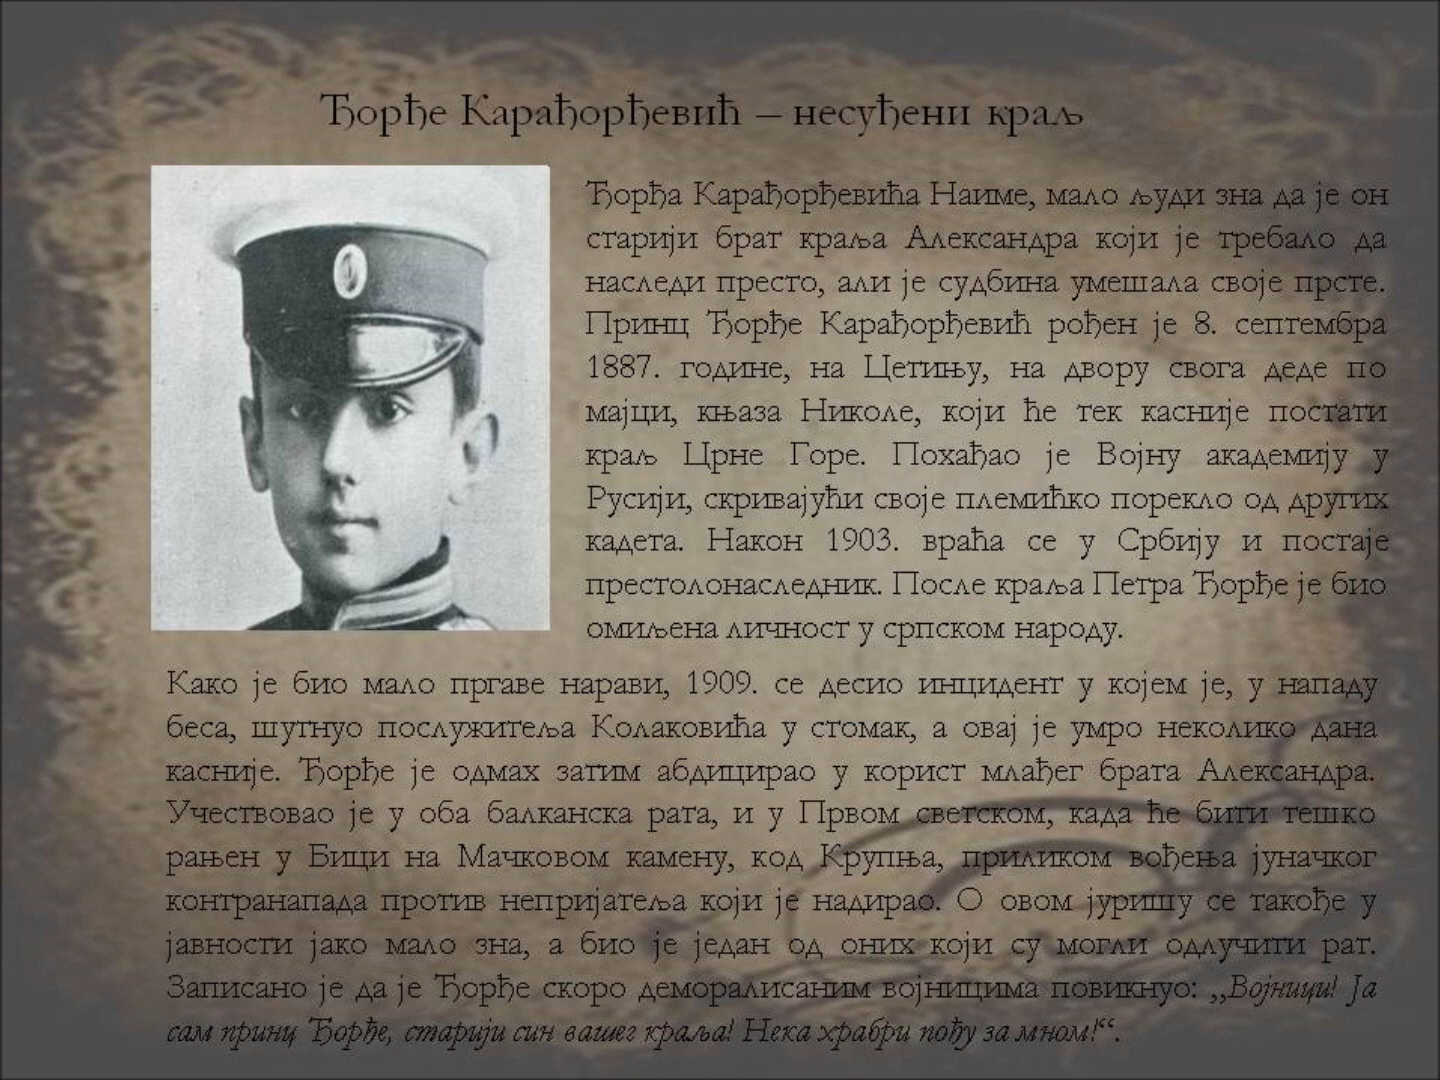 Ђорђе Карађорђевић – несуђени краљ
Ђорђа Карађорђевића Наиме, мало људи зна да је он
старији брат краља Александра који је требало да
наследи престо, али је судбина умешала своје прсте.
Принц Ђорђе Карађорђевић рођен је 8. септембра
1887. године, на Цетињу, на двору свога деде по
мајци, књаза Николе, који ће тек касније постати
краљ Црне Горе. Похађао је Војну академију у
Русији, скривајући своје племићко порекло од других
кадета. Након 1903. враћа се у Србију и постаје
престолонаследник. После краља Петра Ђорђе је био
омиљена личност у српском народу.
Како је био мало пргаве нарави, 1909. се десио инцидент у којем је, у нападу
беса, шутнуо послужитеља Колаковића у стомак, а овај је умро неколико дана
касније. Ђорђе је одмах затим абдицирао у корист млађег брата Александра.
Учествовао је у оба балканска рата, и у Првом светском, када ће бити тешко
рањен у Бици на Мачковом камену, код Крупња, приликом вођења јуначког
контранапада против непријатеља који је надирао. О овом јуришу се такође у
јавности јако мало зна, а био је један од оних који су могли одлучити рат.
Записано је да је Ђорђе скоро деморалисаним војницима повикнуо: ,,Војници! Ја
сам принц Ђорђе, старији син вашег краља! Нека храбри пођу за мном!“.